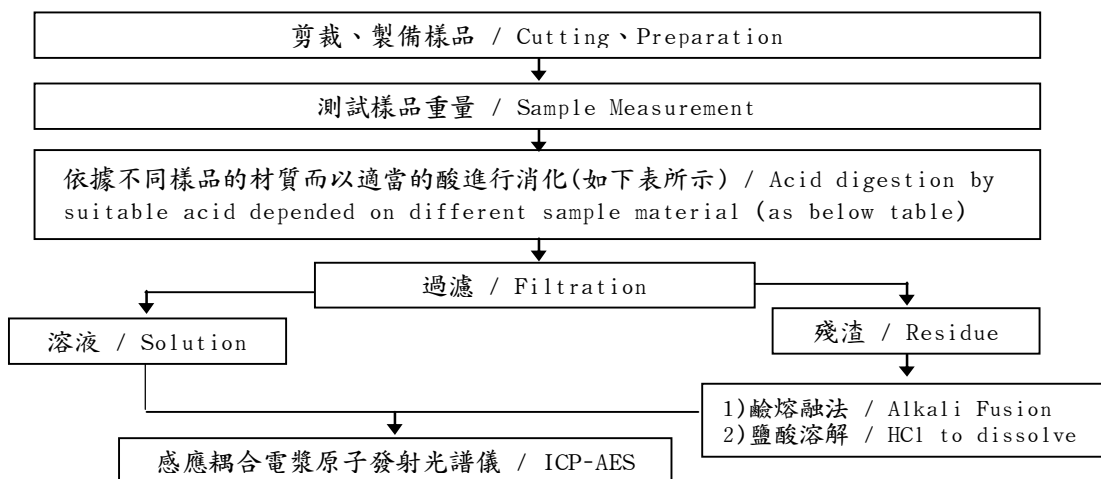 剪裁、製備樣品 / Cutting、Preparation
測試樣品重量 / Sample Measurement
依據不同樣品的材質而以適當的酸進行消化(如下表所示) / Acid digestion by
suitable acid depended on different sample material (as below table)
過濾 / Filtration
溶液 / Solution
殘渣 / Residue
1)鹼熔融法 / Alkali Fusion
2)鹽酸溶解 / HCl to dissolve
感應耦合電漿原子發射光譜儀 / ICP-AES